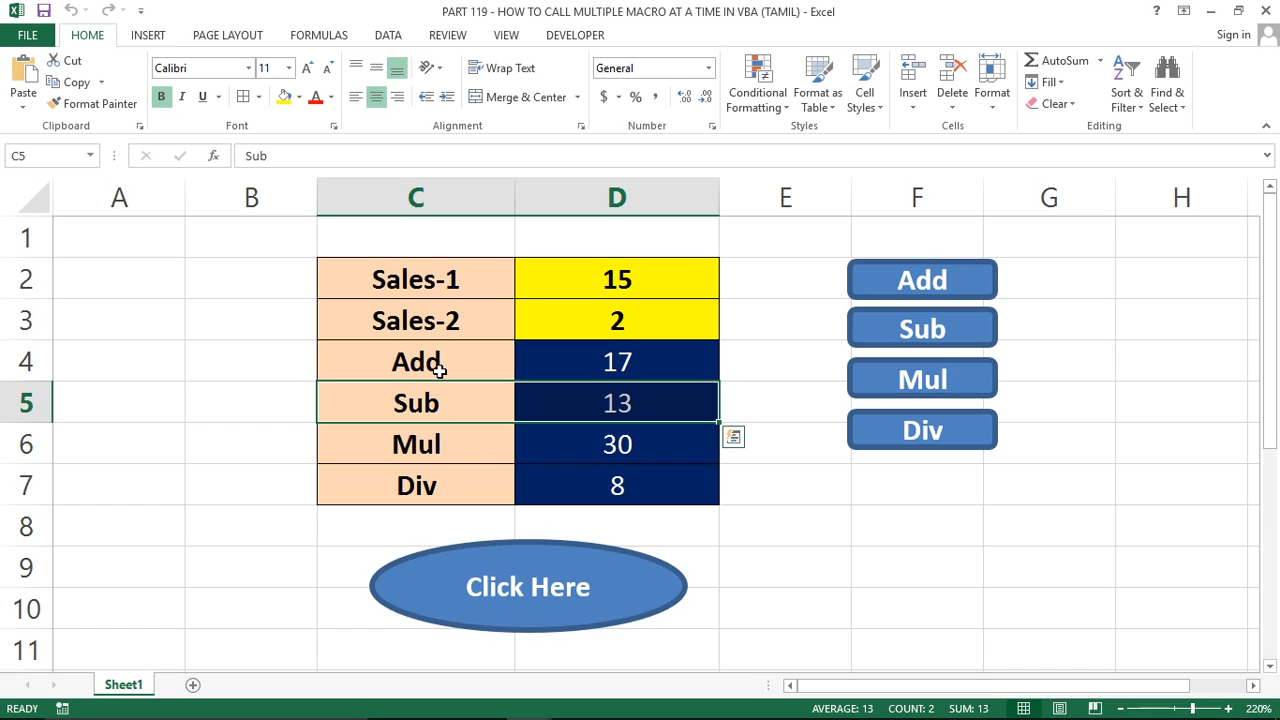 PART 119 - HOW TO CALL MULTIPLE MACRO AT A TIME IN VBA (TAMIL) - Excel
?
FILE HOME INSERT PAGE LAYOUT FORMULAS DATA REVIEW VIEW DEVELOPER Sign in
Paste
Cut
Copy
Format Painter
Clipboard
Calibri 11
B I U A
Font
Wrap Text
Merge & Center
Alignment
General
$ % ,
Number
Conditional Formatting
Format as Table
Cell Styles
Styles
Insert Delete Format
Cells
AutoSum
Fill
Clear
Sort & Filter
Find & Select
Editing
C5 fx Sub
A B C D E F G H
1
2 Sales-1 15 Add
3 Sales-2 2 Sub
4 Add 17 Mul
5 Sub 13 Div
6 Mul 30
7 Div 8
8
9 Click Here
10
11
Sheet1
READY AVERAGE: 13 COUNT: 2 SUM: 13 220%